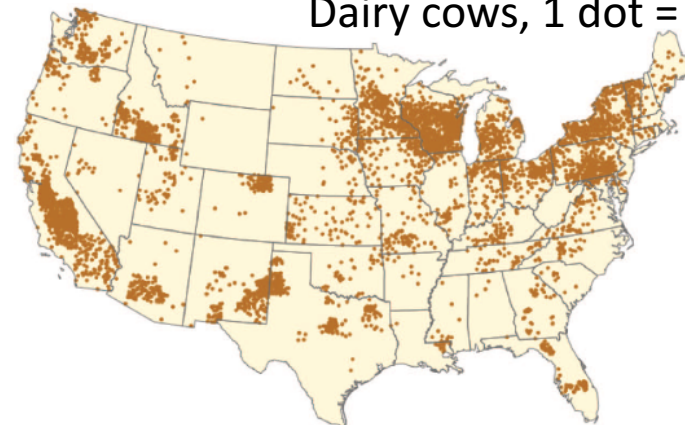 Dairy cows, 1 dot =